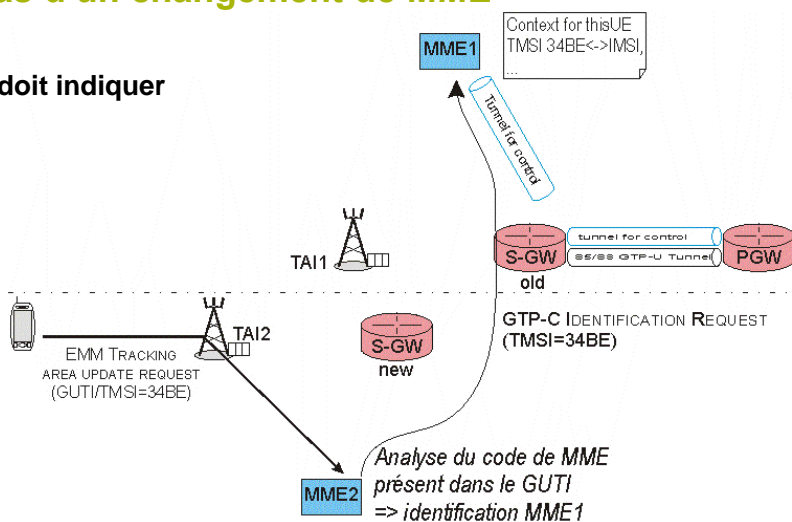 doit indiquer
MME1
Context for thisUE
TMSI 34BE<->IMSI,
...
Tunnel for control
TAI1
S-GW
old
tunnel for control
S5/S8 GTP-U Tunnel
PGW
TAI2
EMM TRACKING
AREA UPDATE REQUEST
(GUTI/TMSI=34BE)
S-GW
new
GTP-C IDENTIFICATION REQUEST
(TMSI=34BE)
MME2
Analyse du code de MME
présent dans le GUTI
=> identification MME1